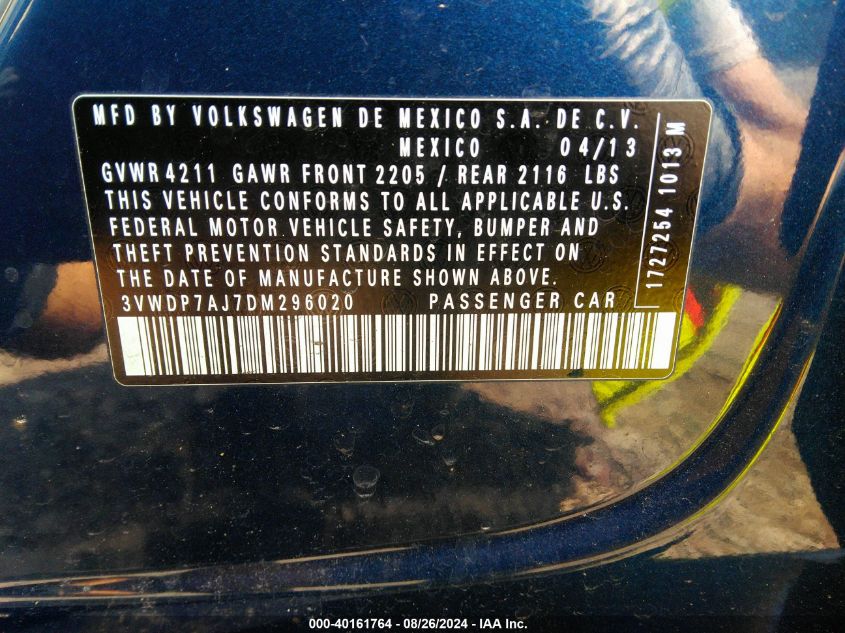 MFD BY VOLKSWAGEN DE MEXICO S.A. DE C.V.
MEXICO 04/13
GVWR 4211 GAWR FRONT 2205 / REAR 2116 LBS
THIS VEHICLE CONFORMS TO ALL APPLICABLE U.S.
FEDERAL MOTOR VEHICLE SAFETY, BUMPER AND
THEFT PREVENTION STANDARDS IN EFFECT ON
THE DATE OF MANUFACTURE SHOWN ABOVE.
3VWDP7AJ7DM296020 PASSENGER CAR
1727254 1013 M
000-40161764 - 08/26/2024 - IAA Inc.